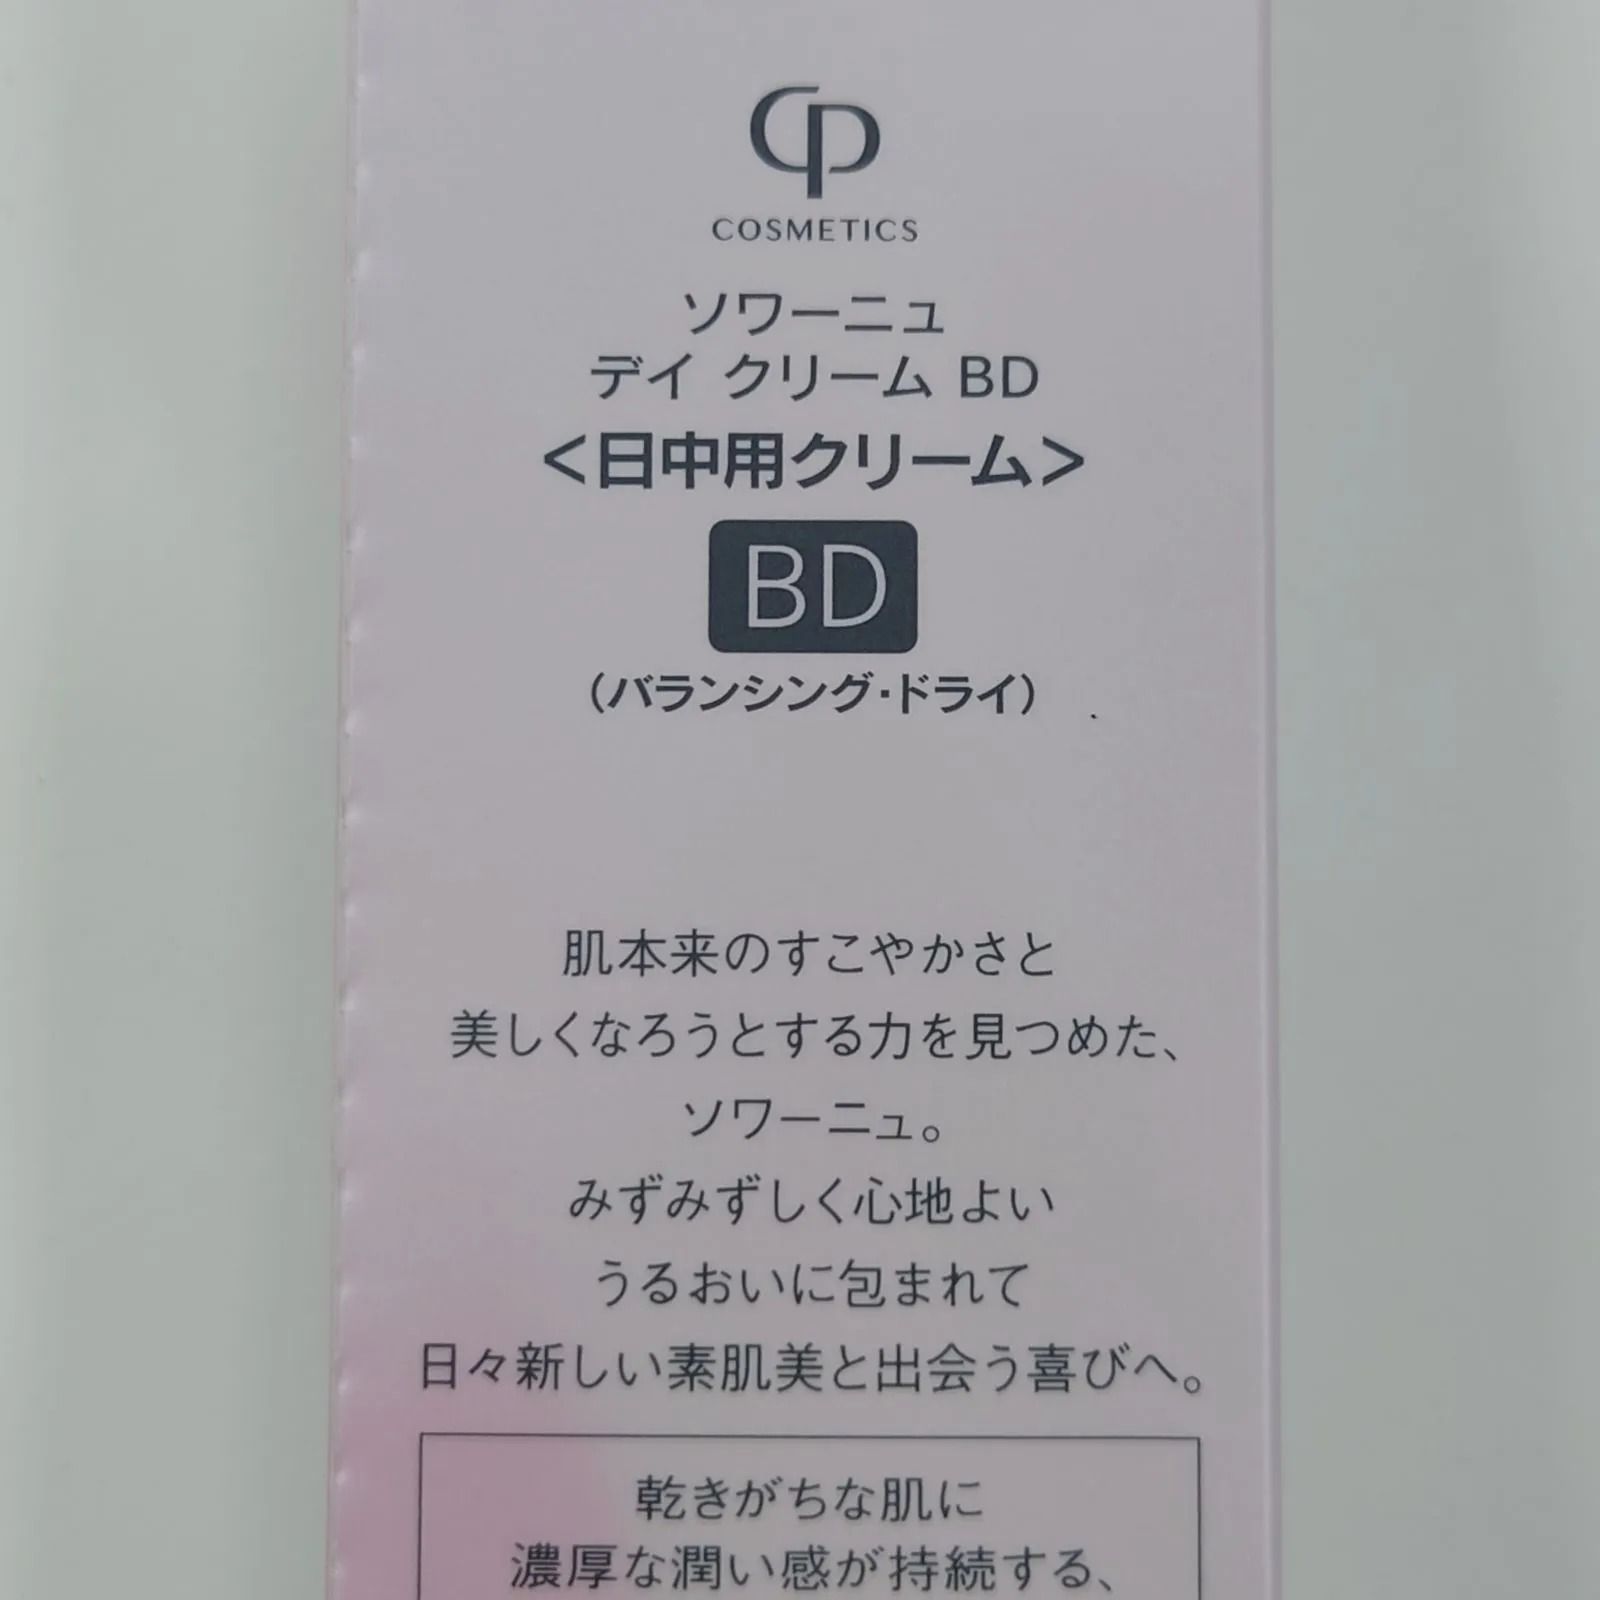 CP
COSMETICS
ソワーニュ
デイ クリーム BD
<日中用クリーム>
BD
(バランシング・ドライ)
肌本来のすこやかさと
美しくなろうとする力を見つめた、
ソワーニュ。
みずみずしく心地よい
うるおいに包まれて
日々新しい素肌美と出会う喜びへ。
乾きがちな肌に
濃厚な潤い感が持続する、